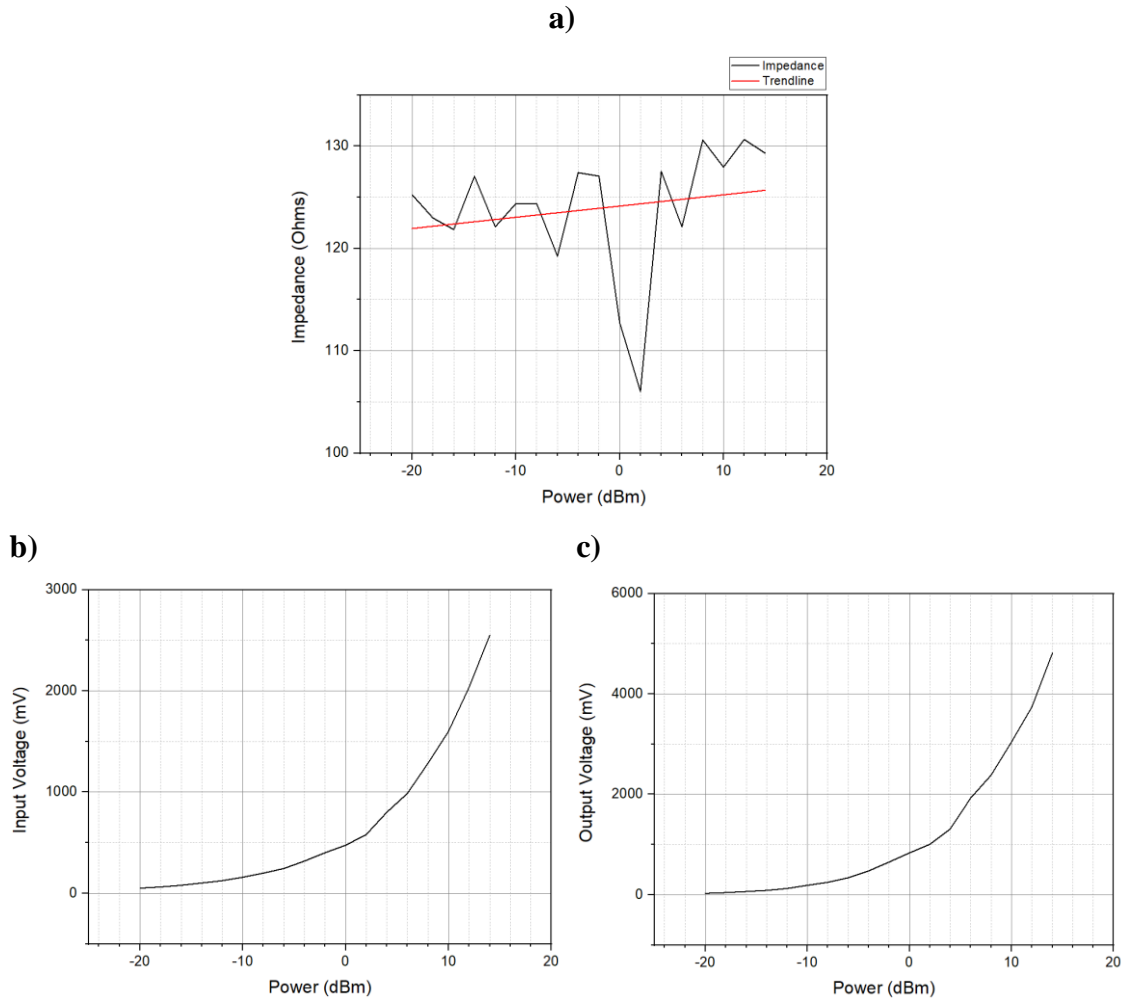 a)
Impedance
Trendline
130
120
110
100
Impedance (Ohms)
-20 -10 0 10 20
Power (dBm)
b)
3000
2000
1000
0
Input Voltage (mV)
-20 -10 0 10 20
Power (dBm)
c)
6000
4000
2000
0
-1000
Output Voltage (mV)
-20 -10 0 10 20
Power (dBm)